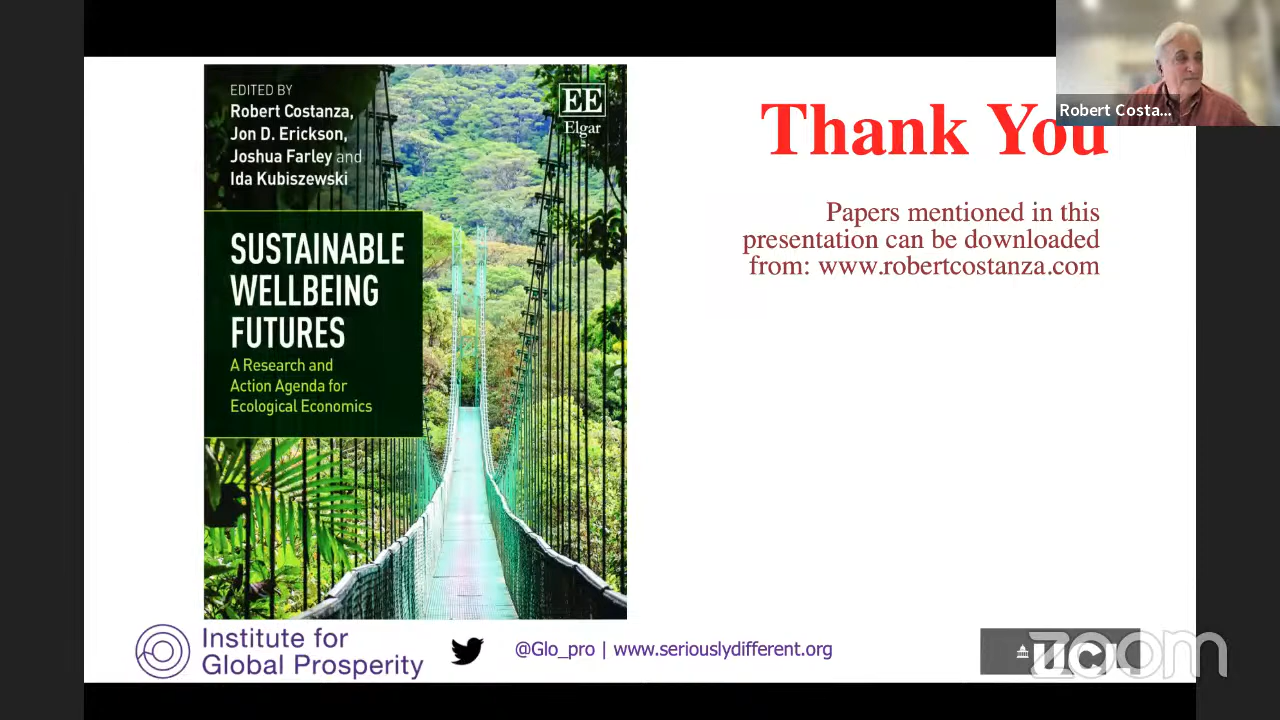 EDITED BY
Robert Costanza,
Jon D. Erickson,
Joshua Farley and
Ida Kubiszewski
EE
Elgar
SUSTAINABLE
WELLBEING
FUTURES
A Research and
Action Agenda for
Ecological Economics
Thank You
Robert Costa...
Papers mentioned in this
presentation can be downloaded
from: www.robertcostanza.com
Institute for
Global Prosperity
@Glo_pro | www.seriouslydifferent.org
UCL
zoom